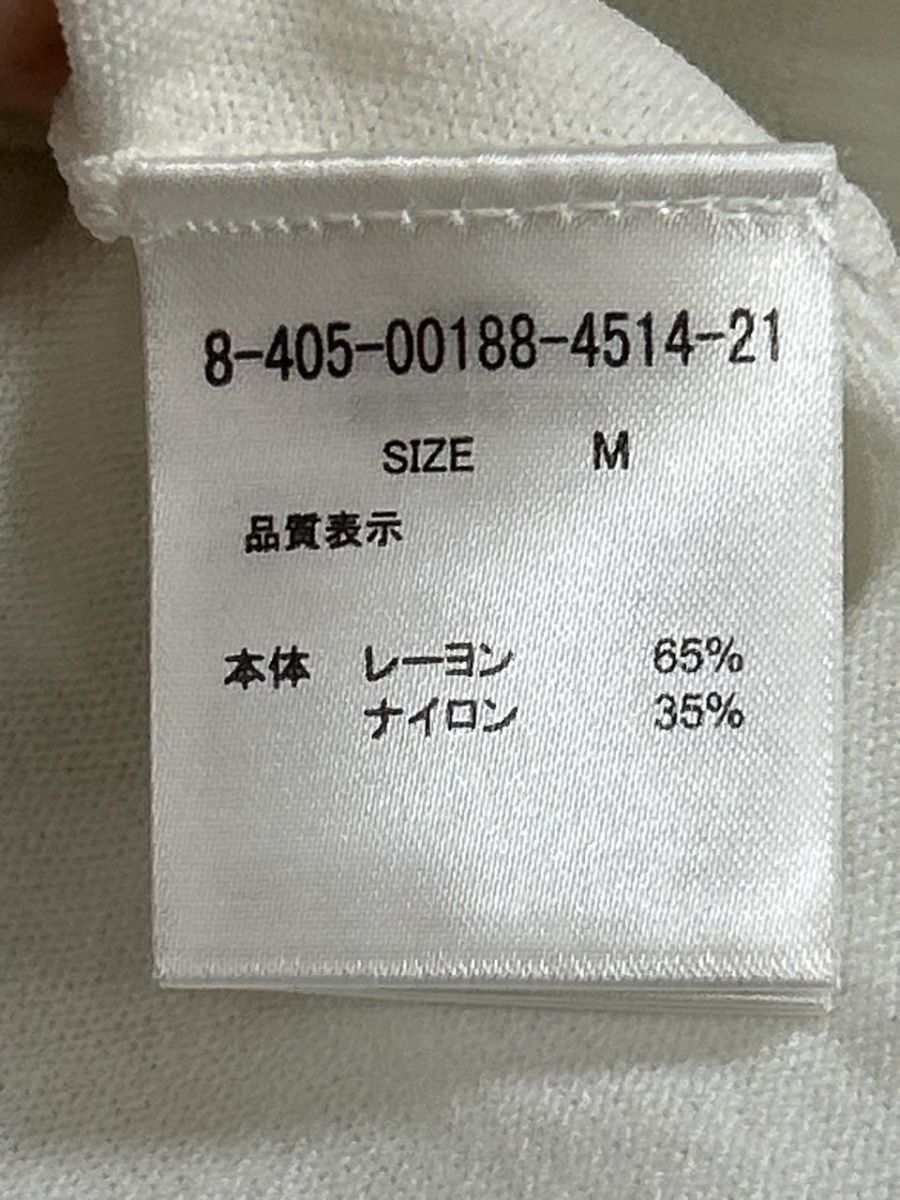 8-405-00188-4514-21
SIZE M
品質表示
本体 レーヨン 65%
ナイロン 35%